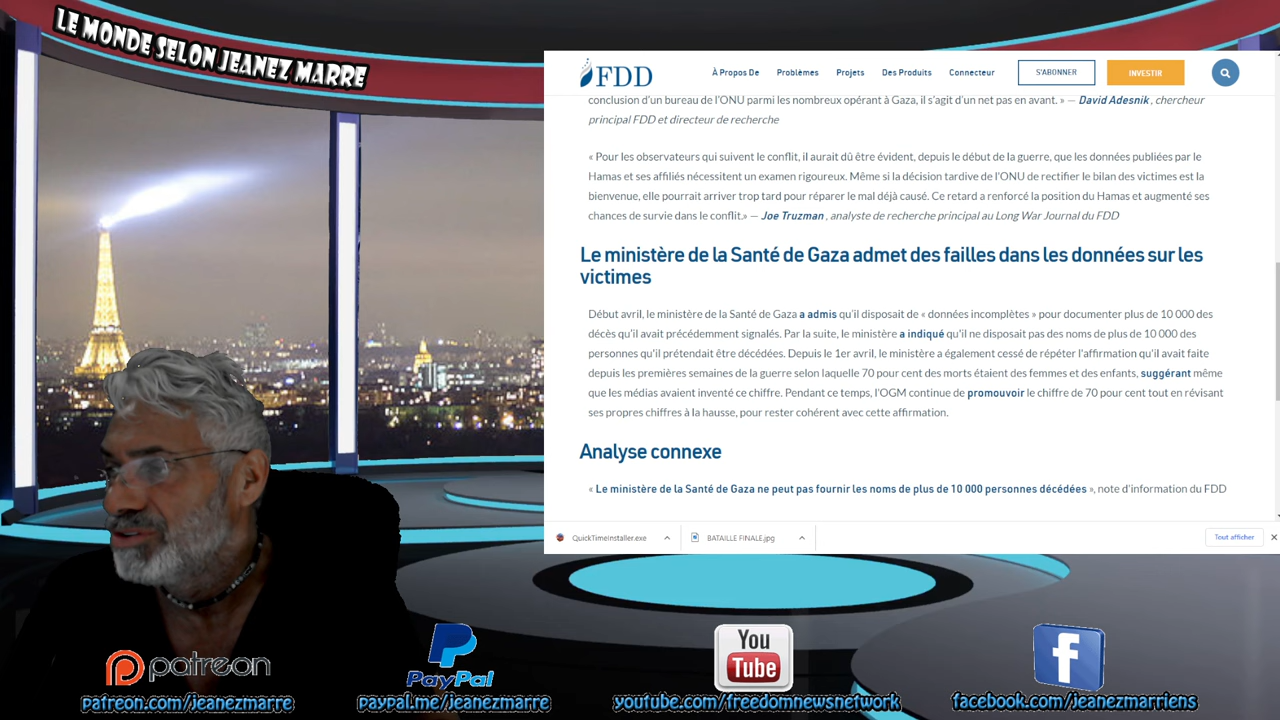 LE MONDE SELON JEANEZ MARRE
FDD
À Propos De
Problèmes
Projets
Des Produits
Connecteur
S'ABONNER
INVESTIR
conclusion d'un bureau de l'ONU parmi les nombreux opérant à Gaza, il s'agit d'un net pas en avant. » — David Adesnik , chercheur
principal FDD et directeur de recherche
« Pour les observateurs qui suivent le conflit, il aurait dû être évident, depuis le début de la guerre, que les données publiées par le
Hamas et ses affiliés nécessitent un examen rigoureux. Même si la décision tardive de l'ONU de rectifier le bilan des victimes est la
bienvenue, elle pourrait arriver trop tard pour réparer le mal déjà causé. Ce retard a renforcé la position du Hamas et augmenté ses
chances de survie dans le conflit.» — Joe Truzman , analyste de recherche principal au Long War Journal du FDD
Le ministère de la Santé de Gaza admet des failles dans les données sur les
victimes
Début avril, le ministère de la Santé de Gaza a admis qu'il disposait de « données incomplètes » pour documenter plus de 10 000 des
décès qu'il avait précédemment signalés. Par la suite, le ministère a indiqué qu'il ne disposait pas des noms de plus de 10 000 des
personnes qu'il prétendait être décédées. Depuis le 1er avril, le ministère a également cessé de répéter l'affirmation qu'il avait faite
depuis les premières semaines de la guerre selon laquelle 70 pour cent des morts étaient des femmes et des enfants, suggérant même
que les médias avaient inventé ce chiffre. Pendant ce temps, l'OGM continue de promouvoir le chiffre de 70 pour cent tout en révisant
ses propres chiffres à la hausse, pour rester cohérent avec cette affirmation.
Analyse connexe
« Le ministère de la Santé de Gaza ne peut pas fournir les noms de plus de 10 000 personnes décédées », note d'information du FDD
QuickTimeInstaller.exe
BATAILLE FINALE.jpg
Tout afficher
patreon
PayPal
You
Tube
f
patreon.com/jeanezmarre
paypal.me/jeanezmarre
youtube.com/freedomnewsnetwork
facebook.com/jeanezmarriens